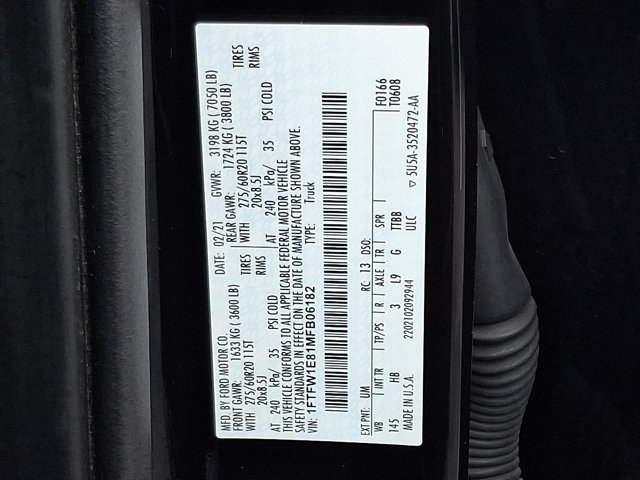 MFD BY FORD MOTOR CO.
DATE: 02/21 GVWR: 3198 KG ( 7050 LB)
FRONT GAWR: 1633 KG ( 3600 LB) REAR GAWR: 1724 KG ( 3800 LB)
WITH TIRES WITH TIRES
275/60R20 115T 275/60R20 115T
20x8.5J RIMS 20x8.5J RIMS
AT 240 kPa/ 35 PSI COLD AT 240 kPa/ 35 PSI COLD
THIS VEHICLE CONFORMS TO ALL APPLICABLE FEDERAL MOTOR VEHICLE
SAFETY STANDARDS IN EFFECT ON THE DATE OF MANUFACTURE SHOWN ABOVE.
VIN: 1FTFW1E81MFB06182 TYPE: Truck
F0166
EXT PNT: UM RC: 13 DSO: T0608
WB INT TR TP/PS R AXLE TR SPR
145 HB 3 L9 G TTBB
MADE IN U.S.A. 2202102092944 ULC 5U5A-3520472-AA